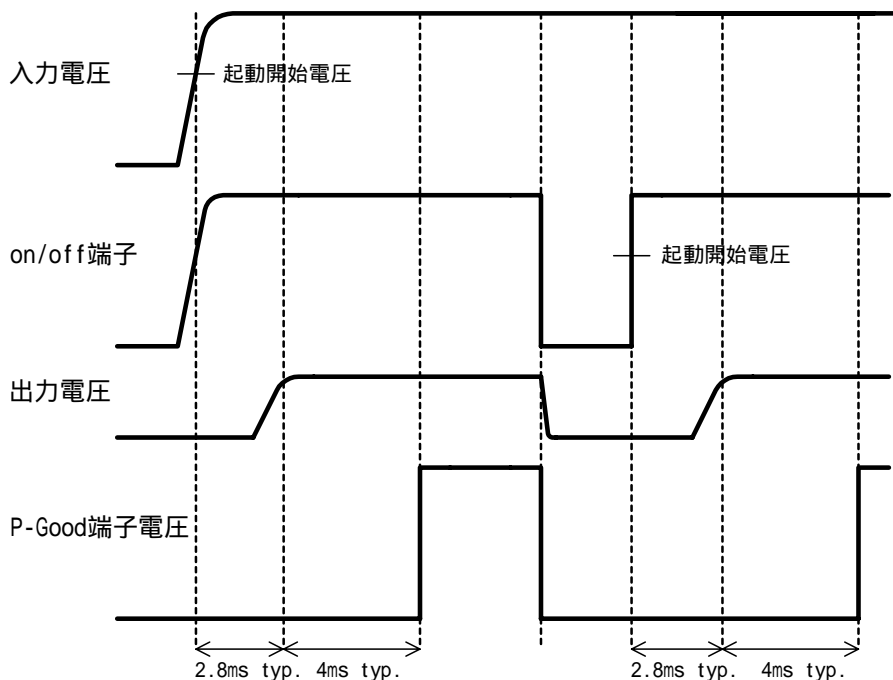 入力電圧
起動開始電圧
on/off端子
起動開始電圧
出力電圧
P-Good端子電圧
2.8ms typ. 4ms typ.
2.8ms typ. 4ms typ.